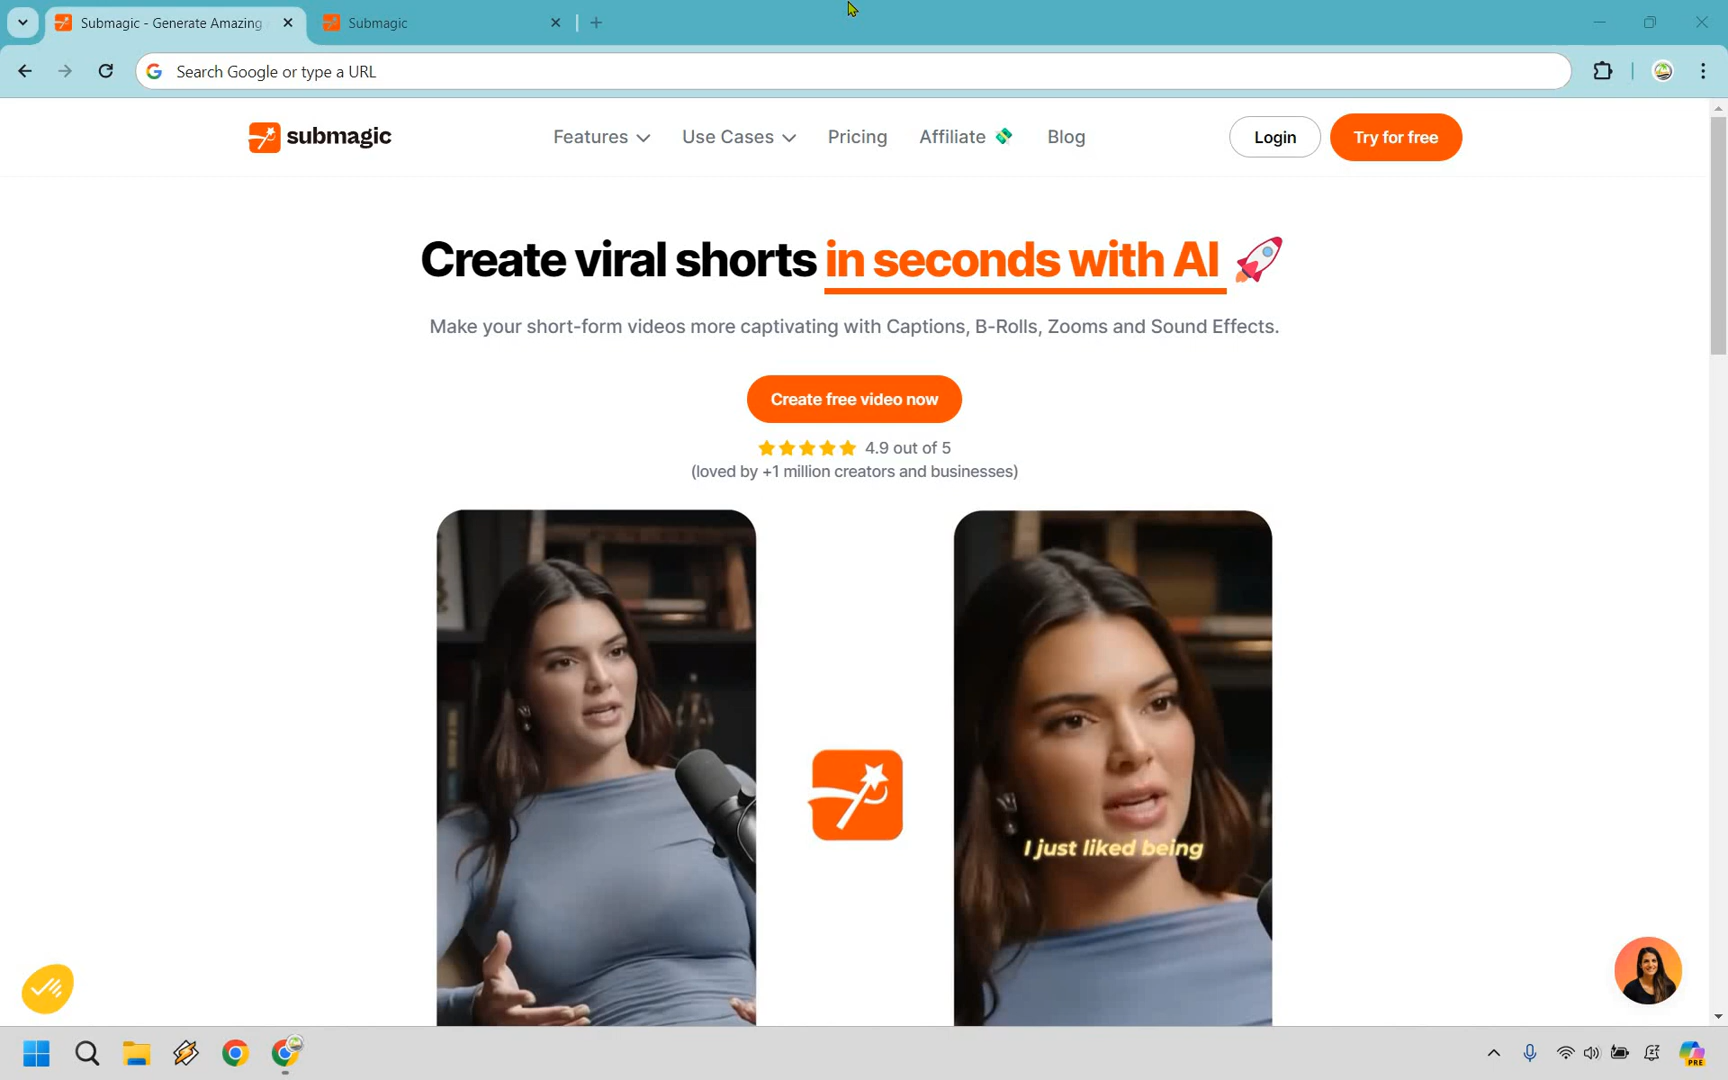 Submagic - Generate Amazing
Submagic
Search Google or type a URL
submagic
Features
Use Cases
Pricing
Affiliate 💸
Blog
Login
Try for free
Create viral shorts in seconds with AI 🚀
Make your short-form videos more captivating with Captions, B-Rolls, Zooms and Sound Effects.
Create free video now
4.9 out of 5
(loved by +1 million creators and businesses)
I just liked being
PRE